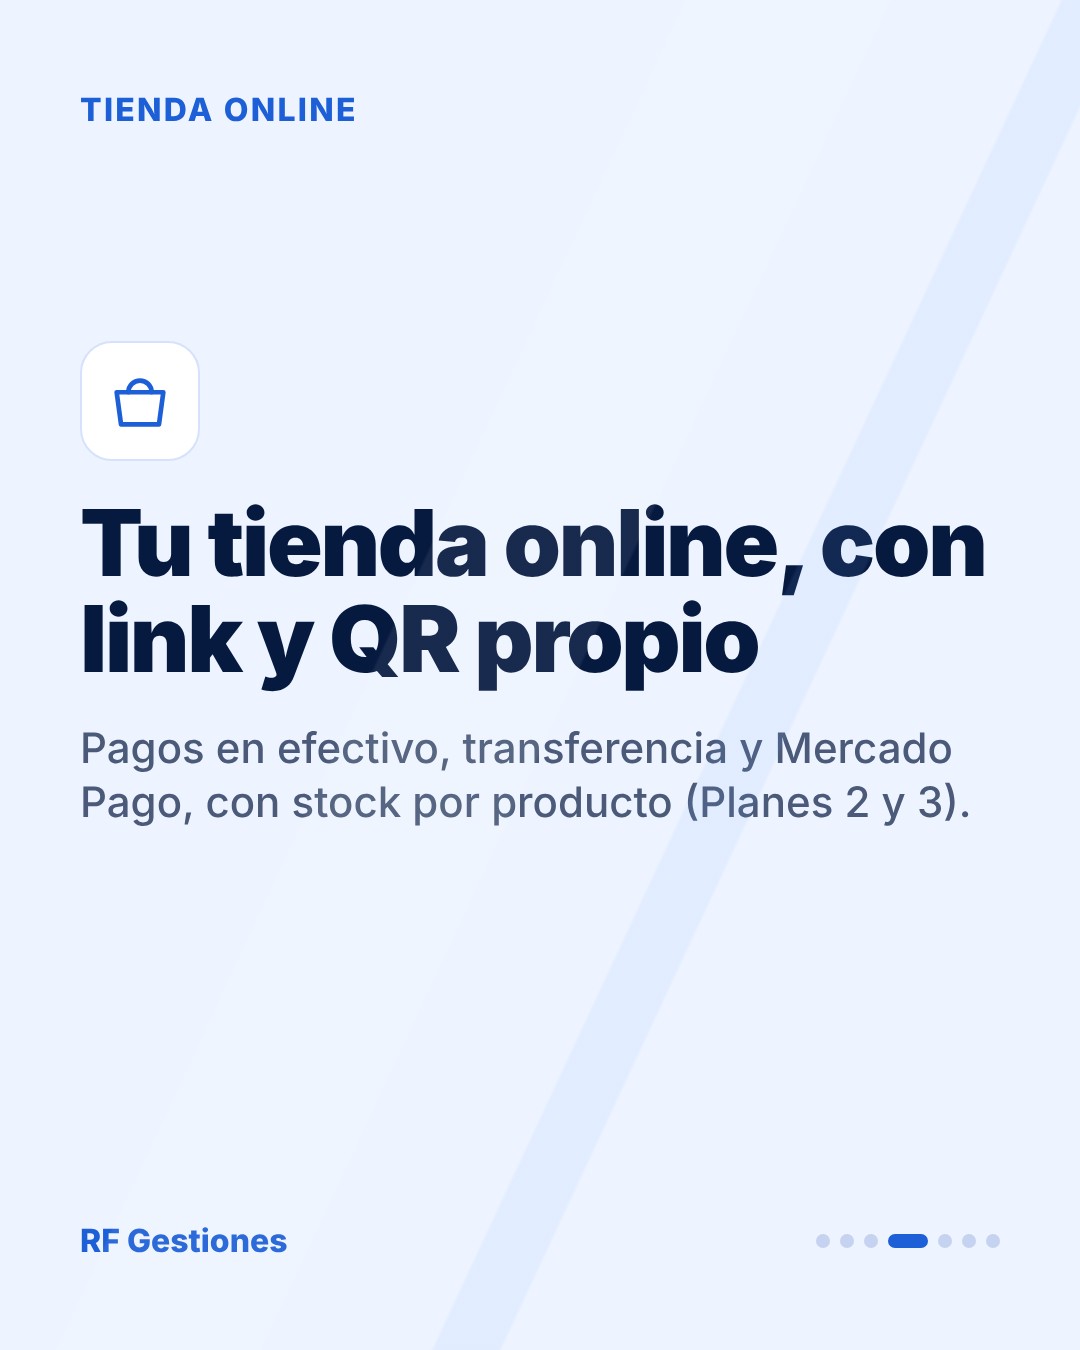 TIENDA ONLINE
Tu tienda online, con
link y QR propio
Pagos en efectivo, transferencia y Mercado
Pago, con stock por producto (Planes 2 y 3).
RF Gestiones